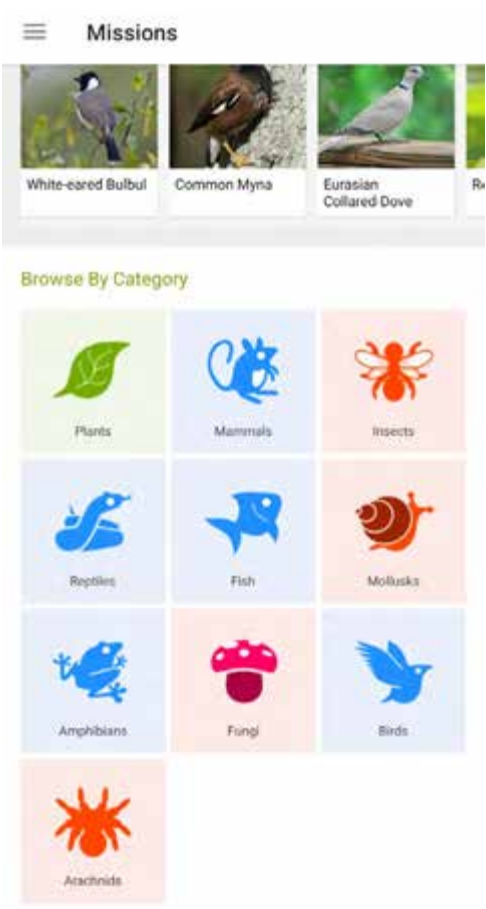 Missions
White-eared Bulbul
Common Myna
Eurasian
Collared-Dove
Browse By Category
Plants
Mammals
Insects
Reptiles
Fish
Mollusks
Amphibians
Fungi
Birds
Arachnids